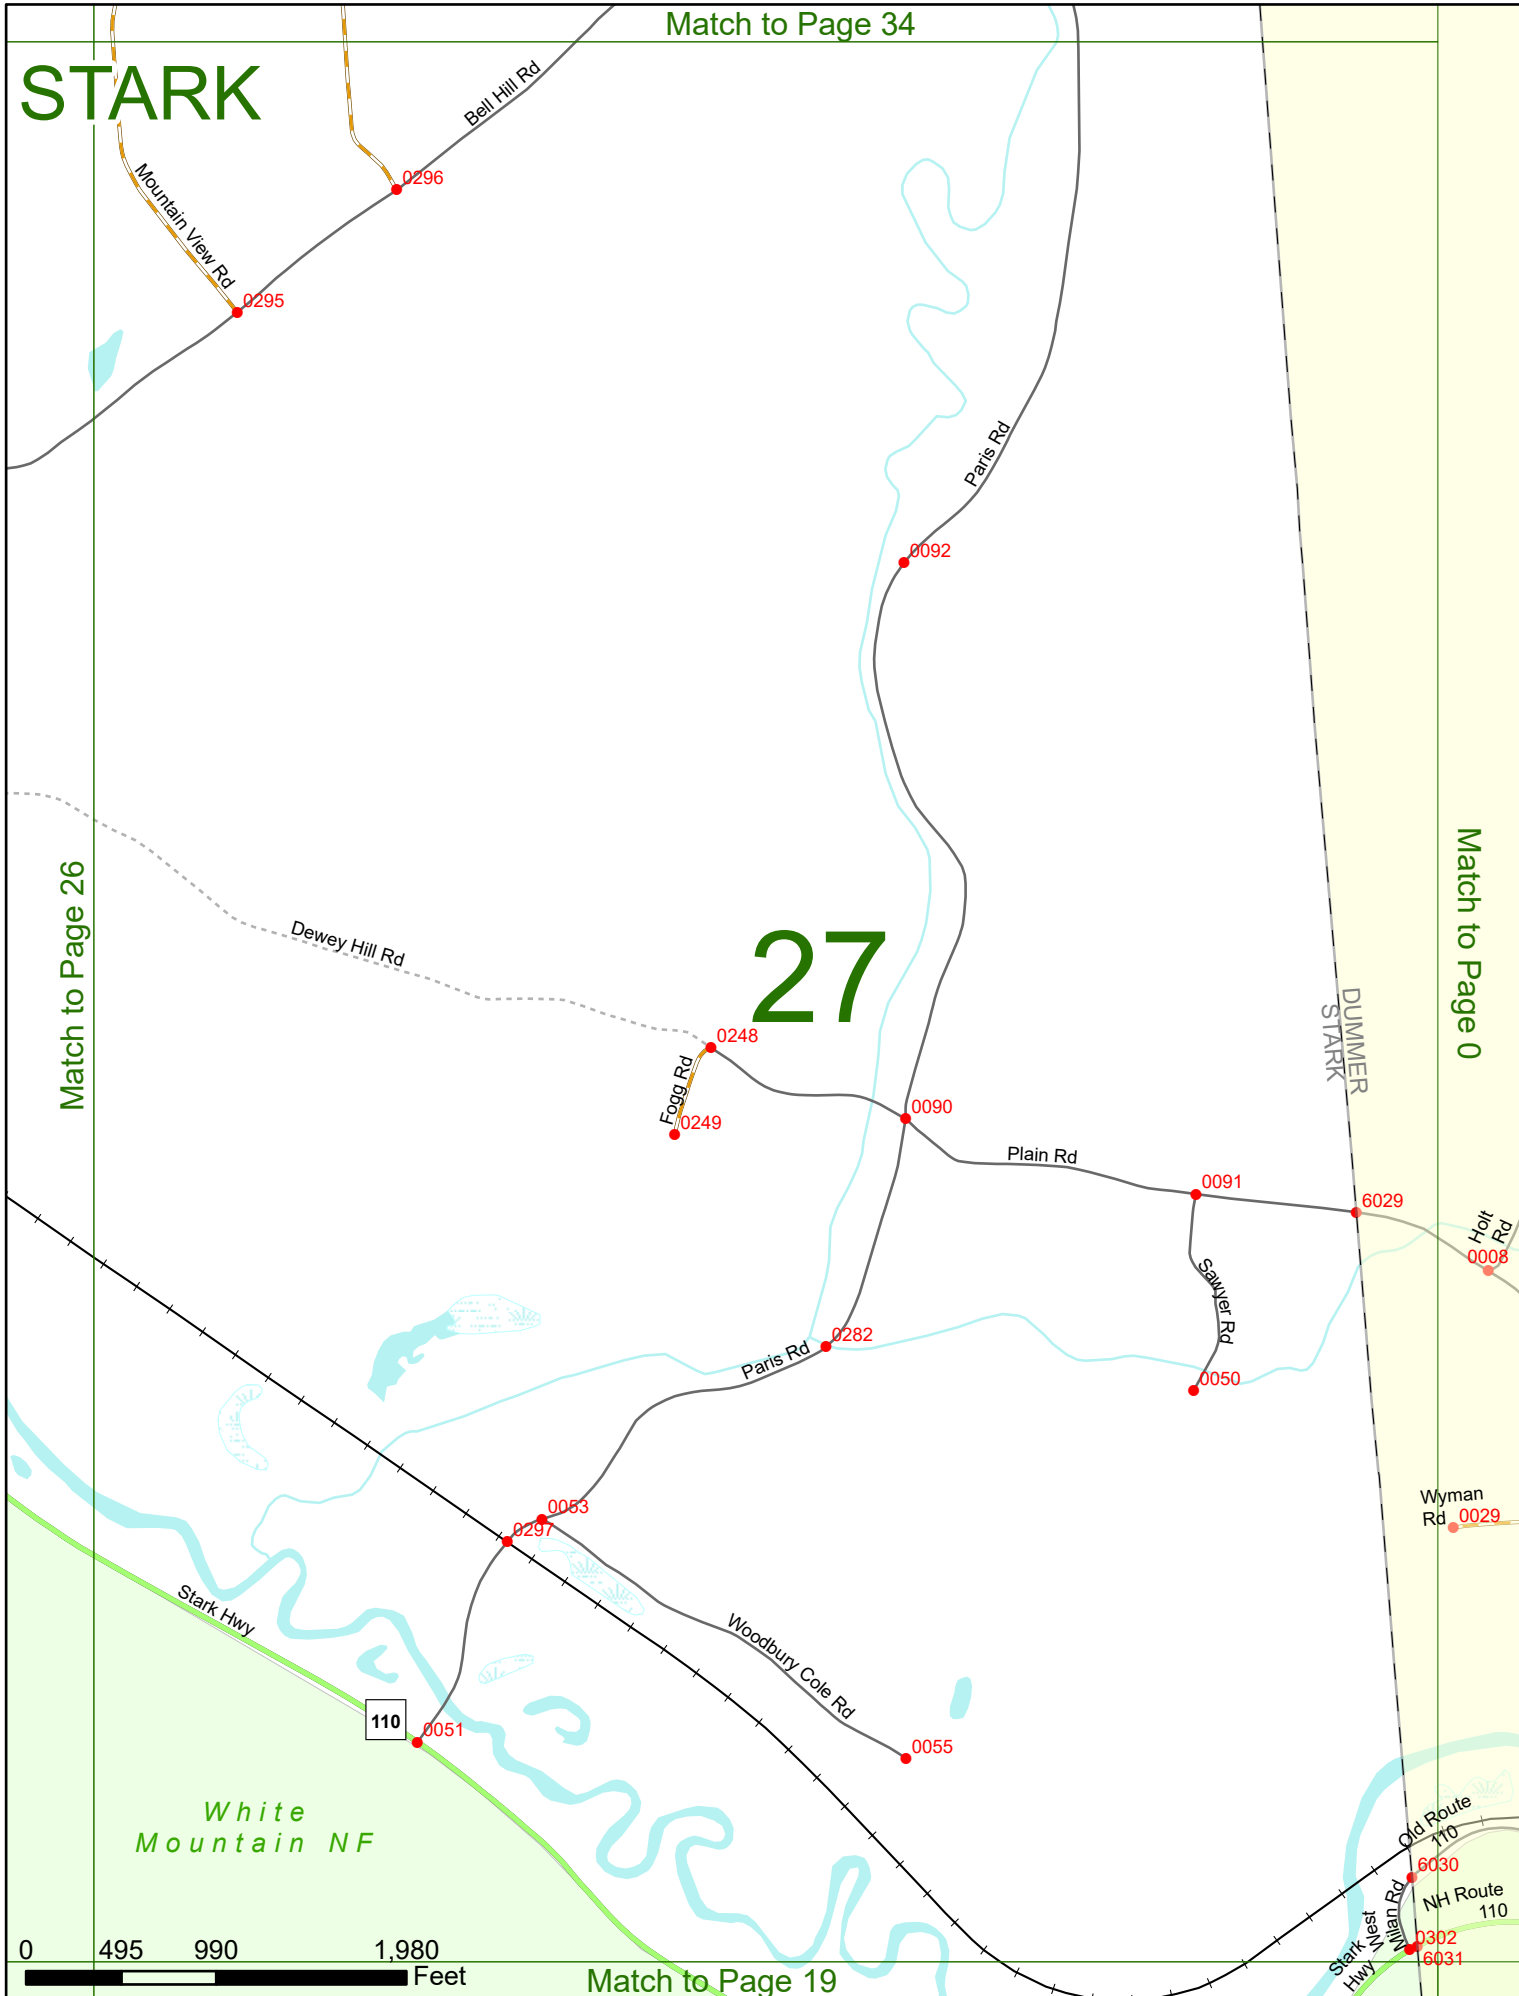 Match to Page 34
STARK
Bell Hill Rd
0296
Mountain View Rd
0295
Paris Rd
0092
Match to Page 26
Match to Page 0
Dewey Hill Rd
27
DUMMER
STARK
0248
Fogg Rd
0249
0090
Plain Rd
0091
6029
Holt
Rd
0008
Sawyer Rd
0282
Paris Rd
0050
0053
0297
Wyman
Rd
0029
Stark Hwy
Woodbury Cole Rd
110
0051
0055
White
Mountain NF
Old Route
110
6030
West
Milan Rd
NH Route
110
0302
6031
Stark
Hwy
0 495 990 1,980
Feet
Match to Page 19